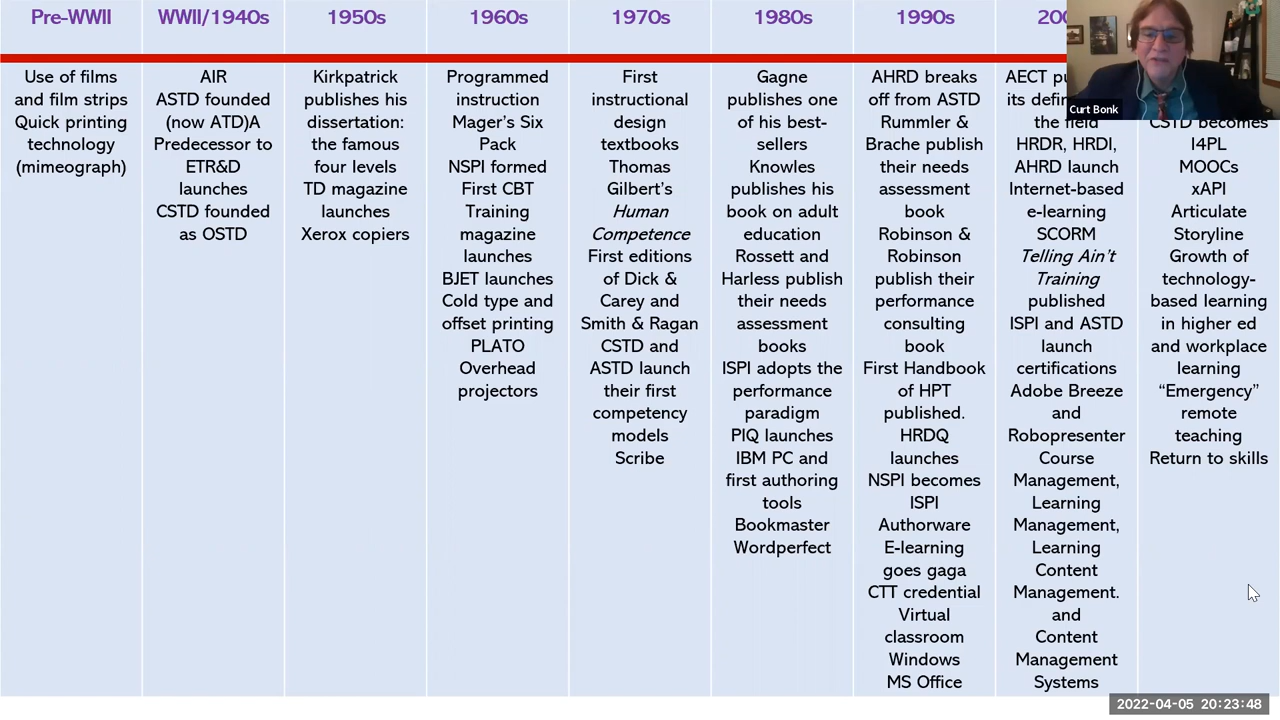 Pre-WWII
Use of films
and film strips
Quick printing
technology
(mimeograph)
WWII/1940s
AIR
ASTD founded
(now ATD)A
Predecessor to
ETR&D
launches
CSTD founded
as OSTD
1950s
Kirkpatrick
publishes his
dissertation:
the famous
four levels
TD magazine
launches
Xerox copiers
1960s
Programmed
instruction
Mager's Six
Pack
NSPI formed
First CBT
Training
magazine
launches
BJET launches
Cold type and
offset printing
PLATO
Overhead
projectors
1970s
First
instructional
design
textbooks
Thomas
Gilbert's
Human
Competence
First editions
of Dick &
Carey and
Smith & Ragan
CSTD and
ASTD launch
their first
competency
models
Scribe
1980s
Gagne
publishes one
of his best-
sellers
Knowles
publishes his
book on adult
education
Rossett and
Harless publish
their needs
assessment
books
ISPI adopts the
performance
paradigm
PIQ launches
IBM PC and
first authoring
tools
Bookmaster
Wordperfect
1990s
AHRD breaks
off from ASTD
Rummler &
Brache publish
their needs
assessment
book
Robinson &
Robinson
publish their
performance
consulting
book
First Handbook
of HPT
published.
HRDQ
launches
NSPI becomes
ISPI
Authorware
E-learning
goes gaga
CTT credential
Virtual
classroom
Windows
MS Office
AECT
its
the field
HRDR, HRDI,
AHRD launch
Internet-based
e-learning
SCORM
Telling Ain't
Training
published
ISPI and ASTD
launch
certifications
Adobe Breeze
and
Robopresenter
Course
Management,
Learning
Management,
Learning
Content
Management.
and
Content
Management
Systems
Curt Bonk
CSTD becomes
I4PL
MOOCs
xAPI
Articulate
Storyline
Growth of
technology-
based learning
in higher ed
and workplace
learning
“Emergency”
remote
teaching
Return to skills
2022-04-05 20:23:48